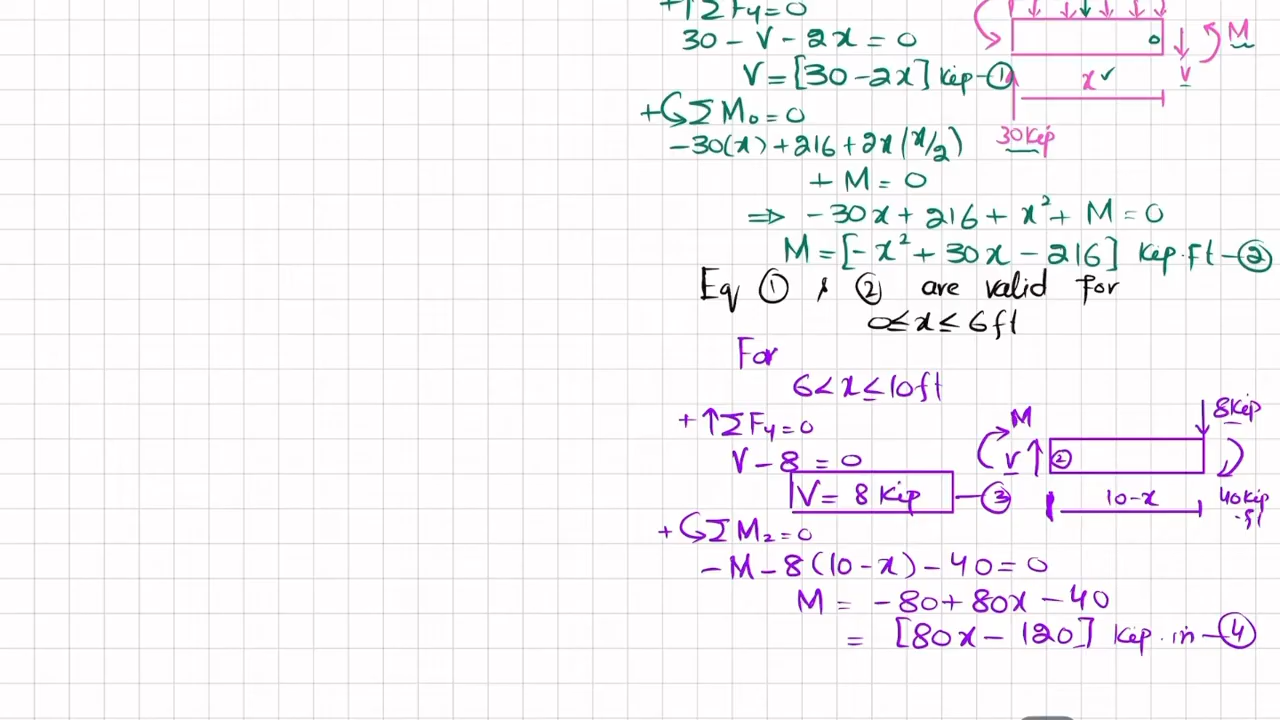 +↑ΣFy=0
30 - V - 2x = 0
V = [30-2x] kip -①
M
V
x ✓
+↺ΣMo=0
-30(x)+216+2x(x/2)
30kip
+ M = 0
⇒ -30x+216+x²+M=0
M=[-x²+30x-216] kip.ft-②
Eq ① & ② are valid for
0≤x≤6ft
For
6<x≤10ft
+↑ΣFy=0
8kip
M
V-8=0
V
②
V= 8 kip -③
10-x
40kip
.ft
+↺ΣM2=0
-M-8(10-x)-40=0
M = -80+80x-40
= [80x-120] kip.in-④